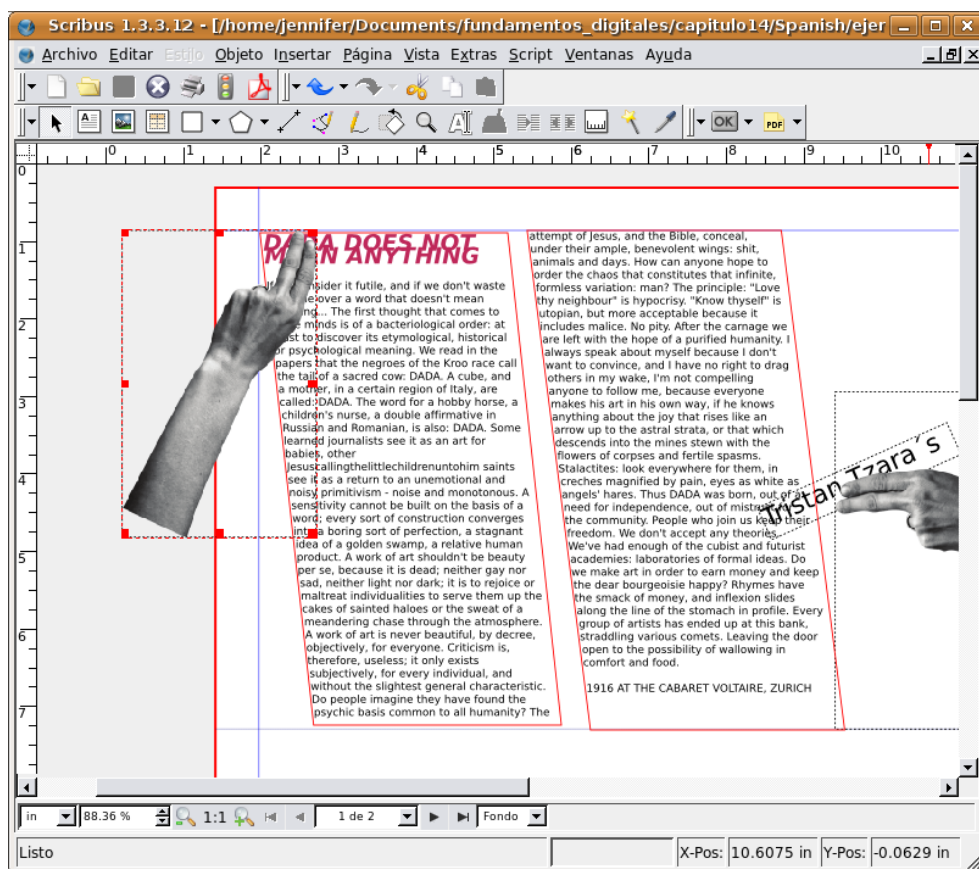 Scribus 1.3.3.12 - [/home/jennifer/Documents/fundamentos_digitales/capitulo14/Spanish/ejer
Archivo Editar Estilo Objeto Insertar Página Vista Extras Script Ventanas Ayuda
OK PDF
0 1 2 3 4 5 6 7 8 9 10
0
1
2
3
4
5
6
7
DADA DOES NOT
MEAN ANYTHING
If consider it futile, and if we don't waste
over a word that doesn't mean
The first thought that comes to
minds is of a bacteriological order: at
to discover its etymological, historical
or psychological meaning. We read in the
papers that the negroes of the Kroo race call
the tail of a sacred cow: DADA. A cube, and
a mother, in a certain region of Italy, are
called: DADA. The word for a hobby horse, a
children's nurse, a double affirmative in
Russian and Romanian, is also: DADA. Some
learned journalists see it as an art for
babies, other
Jesuscallingthelittlechildrenuntohim saints
see it as a return to an unemotional and
noisy primitivism - noise and monotonous. A
sensitivity cannot be built on the basis of a
word; every sort of construction converges
into a boring sort of perfection, a stagnant
idea of a golden swamp, a relative human
product. A work of art shouldn't be beauty
per se, because it is dead; neither gay nor
sad, neither light nor dark; it is to rejoice or
maltreat individualities to serve them up the
cakes of sainted haloes or the sweat of a
meandering chase through the atmosphere.
A work of art is never beautiful, by decree,
objectively, for everyone. Criticism is,
therefore, useless; it only exists
subjectively, for every individual, and
without the slightest general characteristic.
Do people imagine they have found the
psychic basis common to all humanity? The
attempt of Jesus, and the Bible, conceal,
under their ample, benevolent wings: shit,
animals and days. How can anyone hope to
order the chaos that constitutes that infinite,
formless variation: man? The principle: "Love
thy neighbour" is hypocrisy. "Know thyself" is
utopian, but more acceptable because it
includes malice. No pity. After the carnage we
are left with the hope of a purified humanity. I
always speak about myself because I don't
want to convince, and I have no right to drag
others in my wake, I'm not compelling
anyone to follow me, because everyone
makes his art in his own way, if he knows
anything about the joy that rises like an
arrow up to the astral strata, or that which
descends into the mines stewn with the
flowers of corpses and fertile spasms.
Stalactites: look everywhere for them, in
creches magnified by pain, eyes as white as
angels' hares. Thus DADA was born, out of a
need for independence, out of mistrust
the community. People who join us keep their
freedom. We don't accept any theories.
We've had enough of the cubist and futurist
academies: laboratories of formal ideas. Do
we make art in order to earn money and keep
the dear bourgeoisie happy? Rhymes have
the smack of money, and inflexion slides
along the line of the stomach in profile. Every
group of artists has ended up at this bank,
straddling various comets. Leaving the door
open to the possibility of wallowing in
comfort and food.
1916 AT THE CABARET VOLTAIRE, ZURICH
Tristan Tzara´s
in 88.36 % 1:1 1 de 2 Fondo
Listo X-Pos: 10.6075 in Y-Pos: -0.0629 in